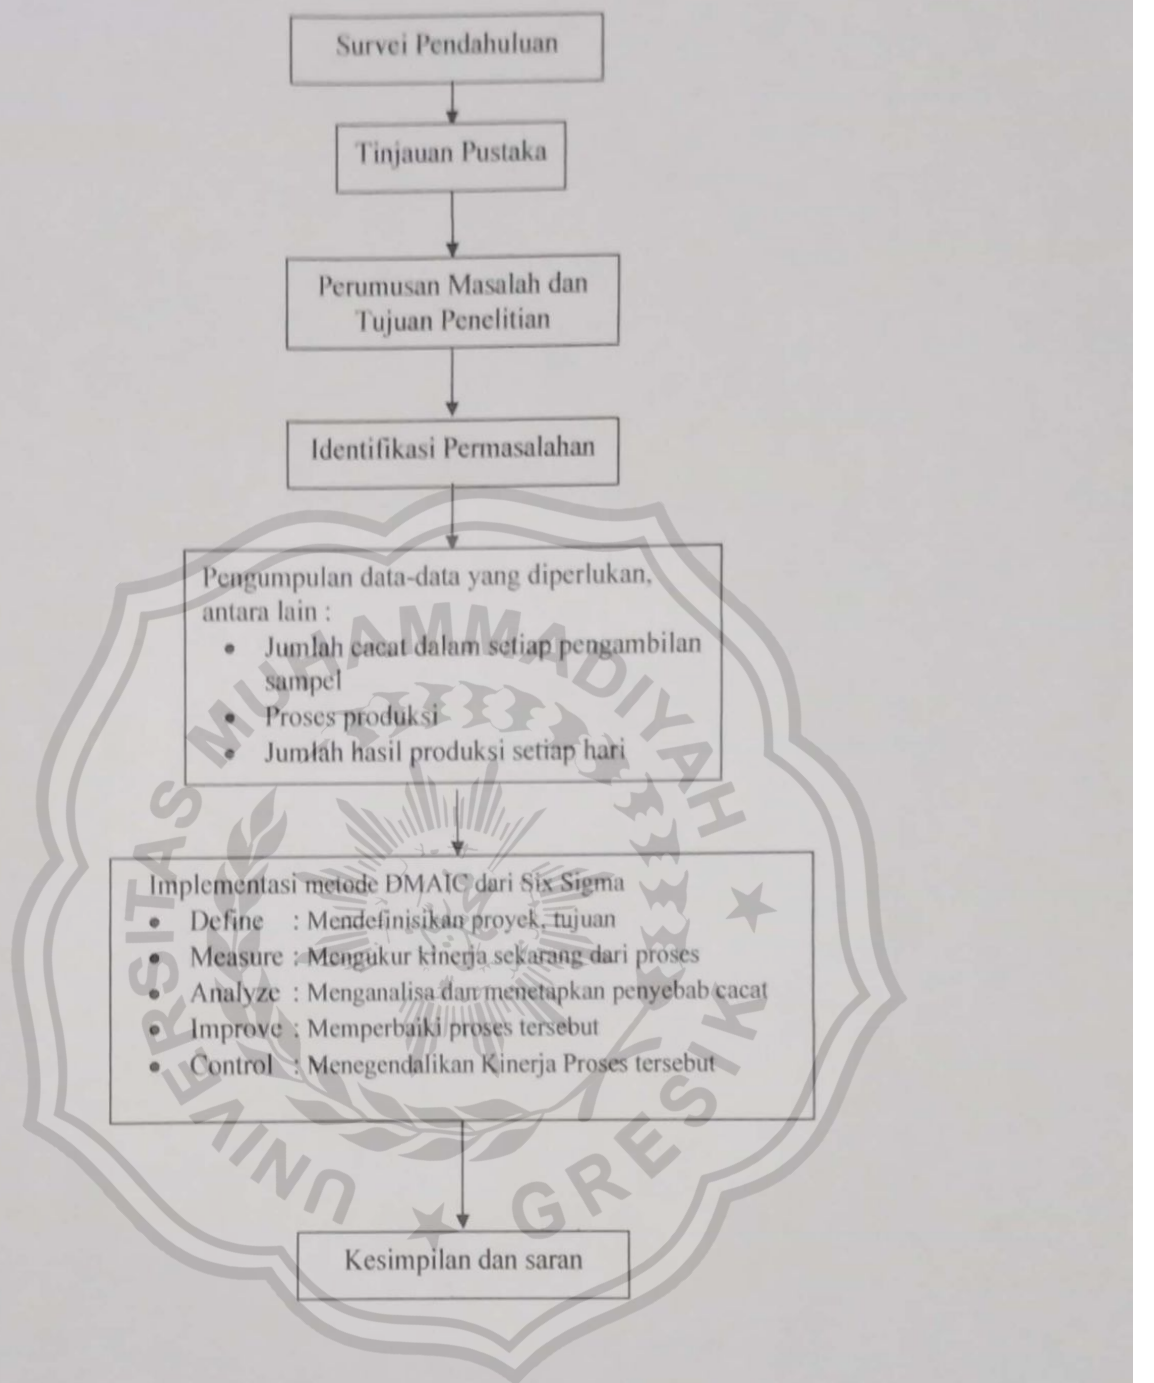 Survei Pendahuluan
Tinjauan Pustaka
Perumusan Masalah dan
Tujuan Penelitian
Identifikasi Permasalahan
Pengumpulan data-data yang diperlukan,
antara lain :
• Jumlah cacat dalam setiap pengambilan
sampel
• Proses produksi
• Jumlah hasil produksi setiap hari
Implementasi metode DMAIC dari Six Sigma
• Define : Mendefinisikan proyek, tujuan
• Measure : Mengukur kinerja sekarang dari proses
• Analyze : Menganalisa dan menetapkan penyebab cacat
• Improve : Memperbaiki proses tersebut
• Control : Menegendalikan Kinerja Proses tersebut
Kesimpilan dan saran
UNIVERSITAS MUHAMMADIYAH
GRESIK